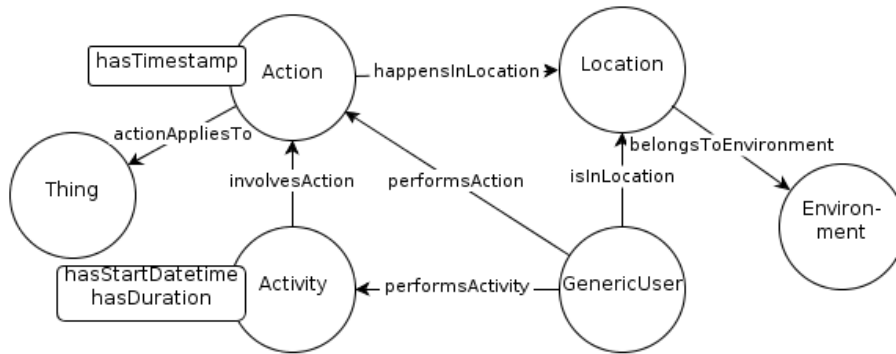 hasTimestamp
Action
happensInLocation
Location
actionAppliesTo
belongsToEnvironment
Thing
involvesAction
performsAction
isInLocation
Environ-
ment
hasStartDatetime
hasDuration
Activity
performsActivity
GenericUser